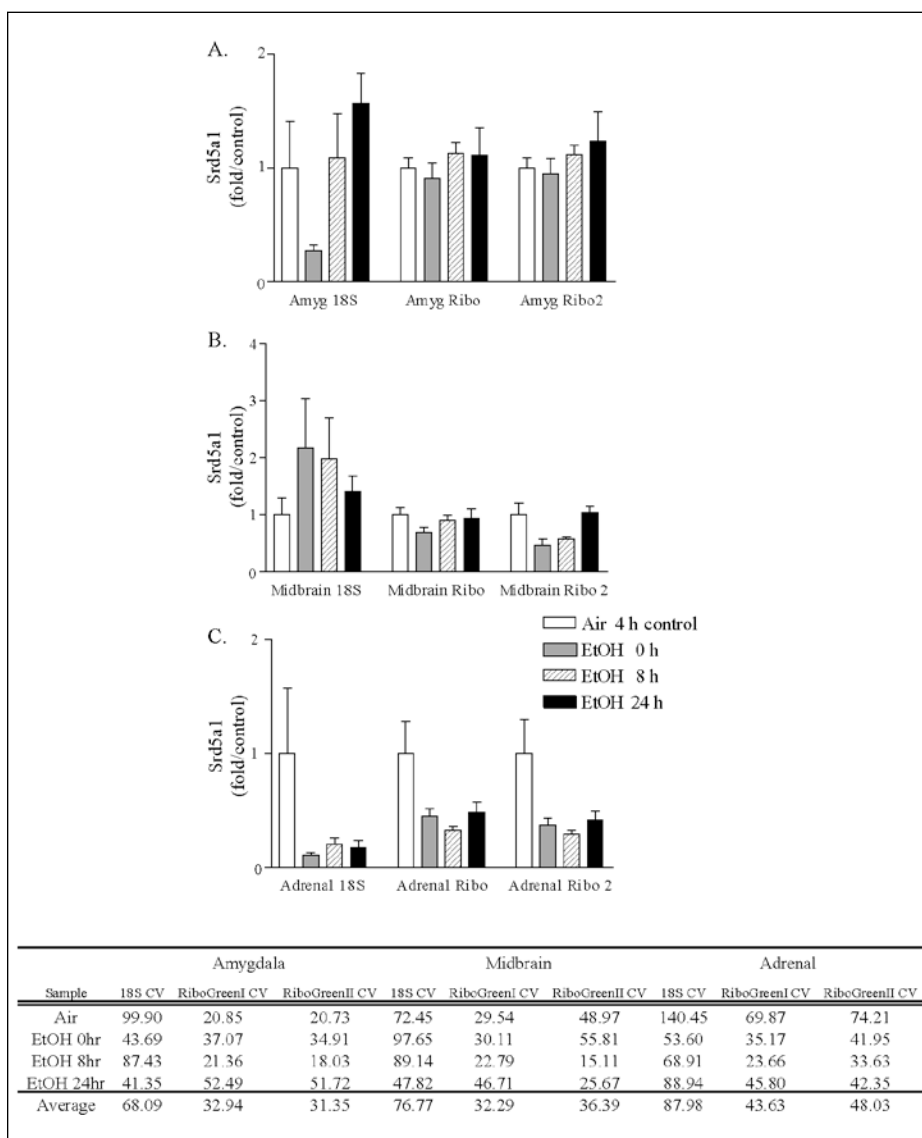 A.
Srd5a1
(fold/control)
2
1
0
Amyg 18S Amyg Ribo Amyg Ribo2
B.
Srd5a1
(fold/control)
4
3
2
1
0
Midbrain 18S Midbrain Ribo Midbrain Ribo 2
Air 4 h control
EtOH 0 h
EtOH 8 h
EtOH 24 h
C.
Srd5a1
(fold/control)
2
1
0
Adrenal 18S Adrenal Ribo Adrenal Ribo 2
Amygdala Midbrain Adrenal
Sample 18S CV RiboGreenI CV RiboGreenII CV 18S CV RiboGreenI CV RiboGreenII CV 18S CV RiboGreenI CV RiboGreenII CV
Air 99.90 20.85 20.73 72.45 29.54 48.97 140.45 69.87 74.21
EtOH 0hr 43.69 37.07 34.91 97.65 30.11 55.81 53.60 35.17 41.95
EtOH 8hr 87.43 21.36 18.03 89.14 22.79 15.11 68.91 23.66 33.63
EtOH 24hr 41.35 52.49 51.72 47.82 46.71 25.67 88.94 45.80 42.35
Average 68.09 32.94 31.35 76.77 32.29 36.39 87.98 43.63 48.03